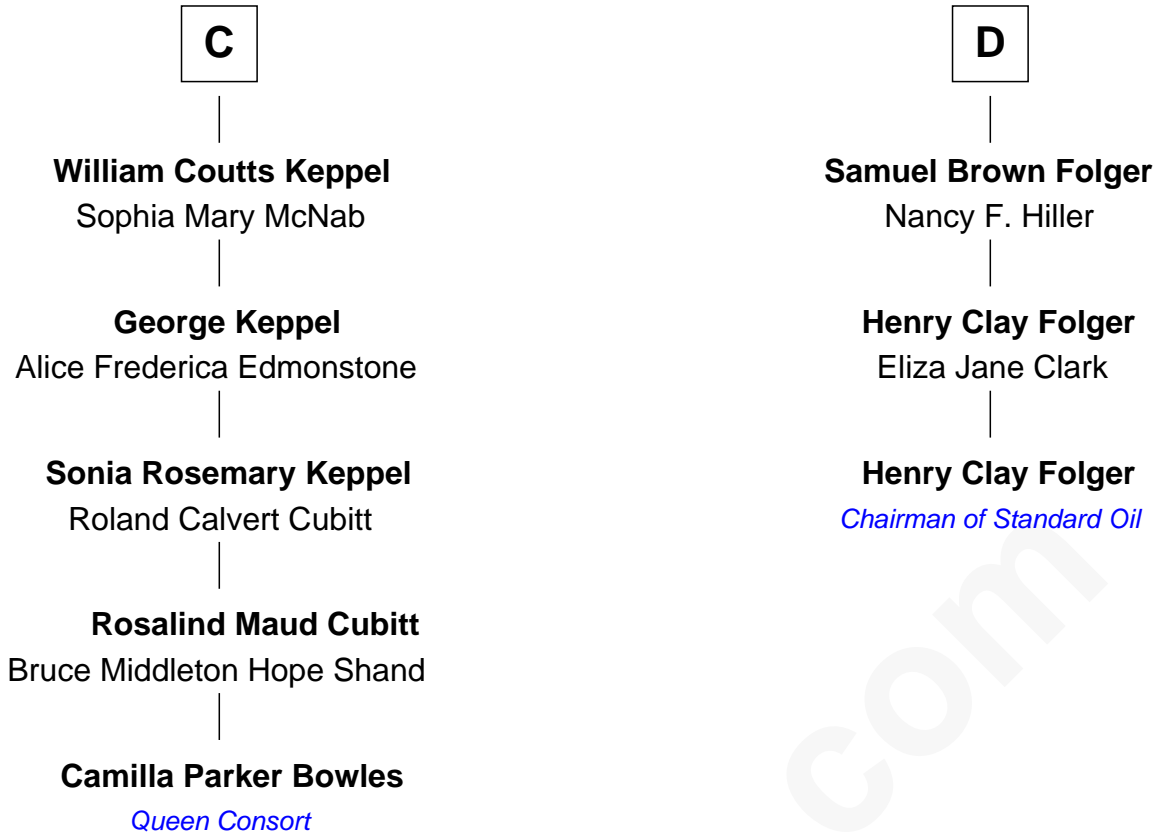 C
William Coutts Keppel
Sophia Mary McNab
George Keppel
Alice Frederica Edmonstone
Sonia Rosemary Keppel
Roland Calvert Cubitt
Rosalind Maud Cubitt
Bruce Middleton Hope Shand
Camilla Parker Bowles
Queen Consort
D
Samuel Brown Folger
Nancy F. Hiller
Henry Clay Folger
Eliza Jane Clark
Henry Clay Folger
Chairman of Standard Oil
com